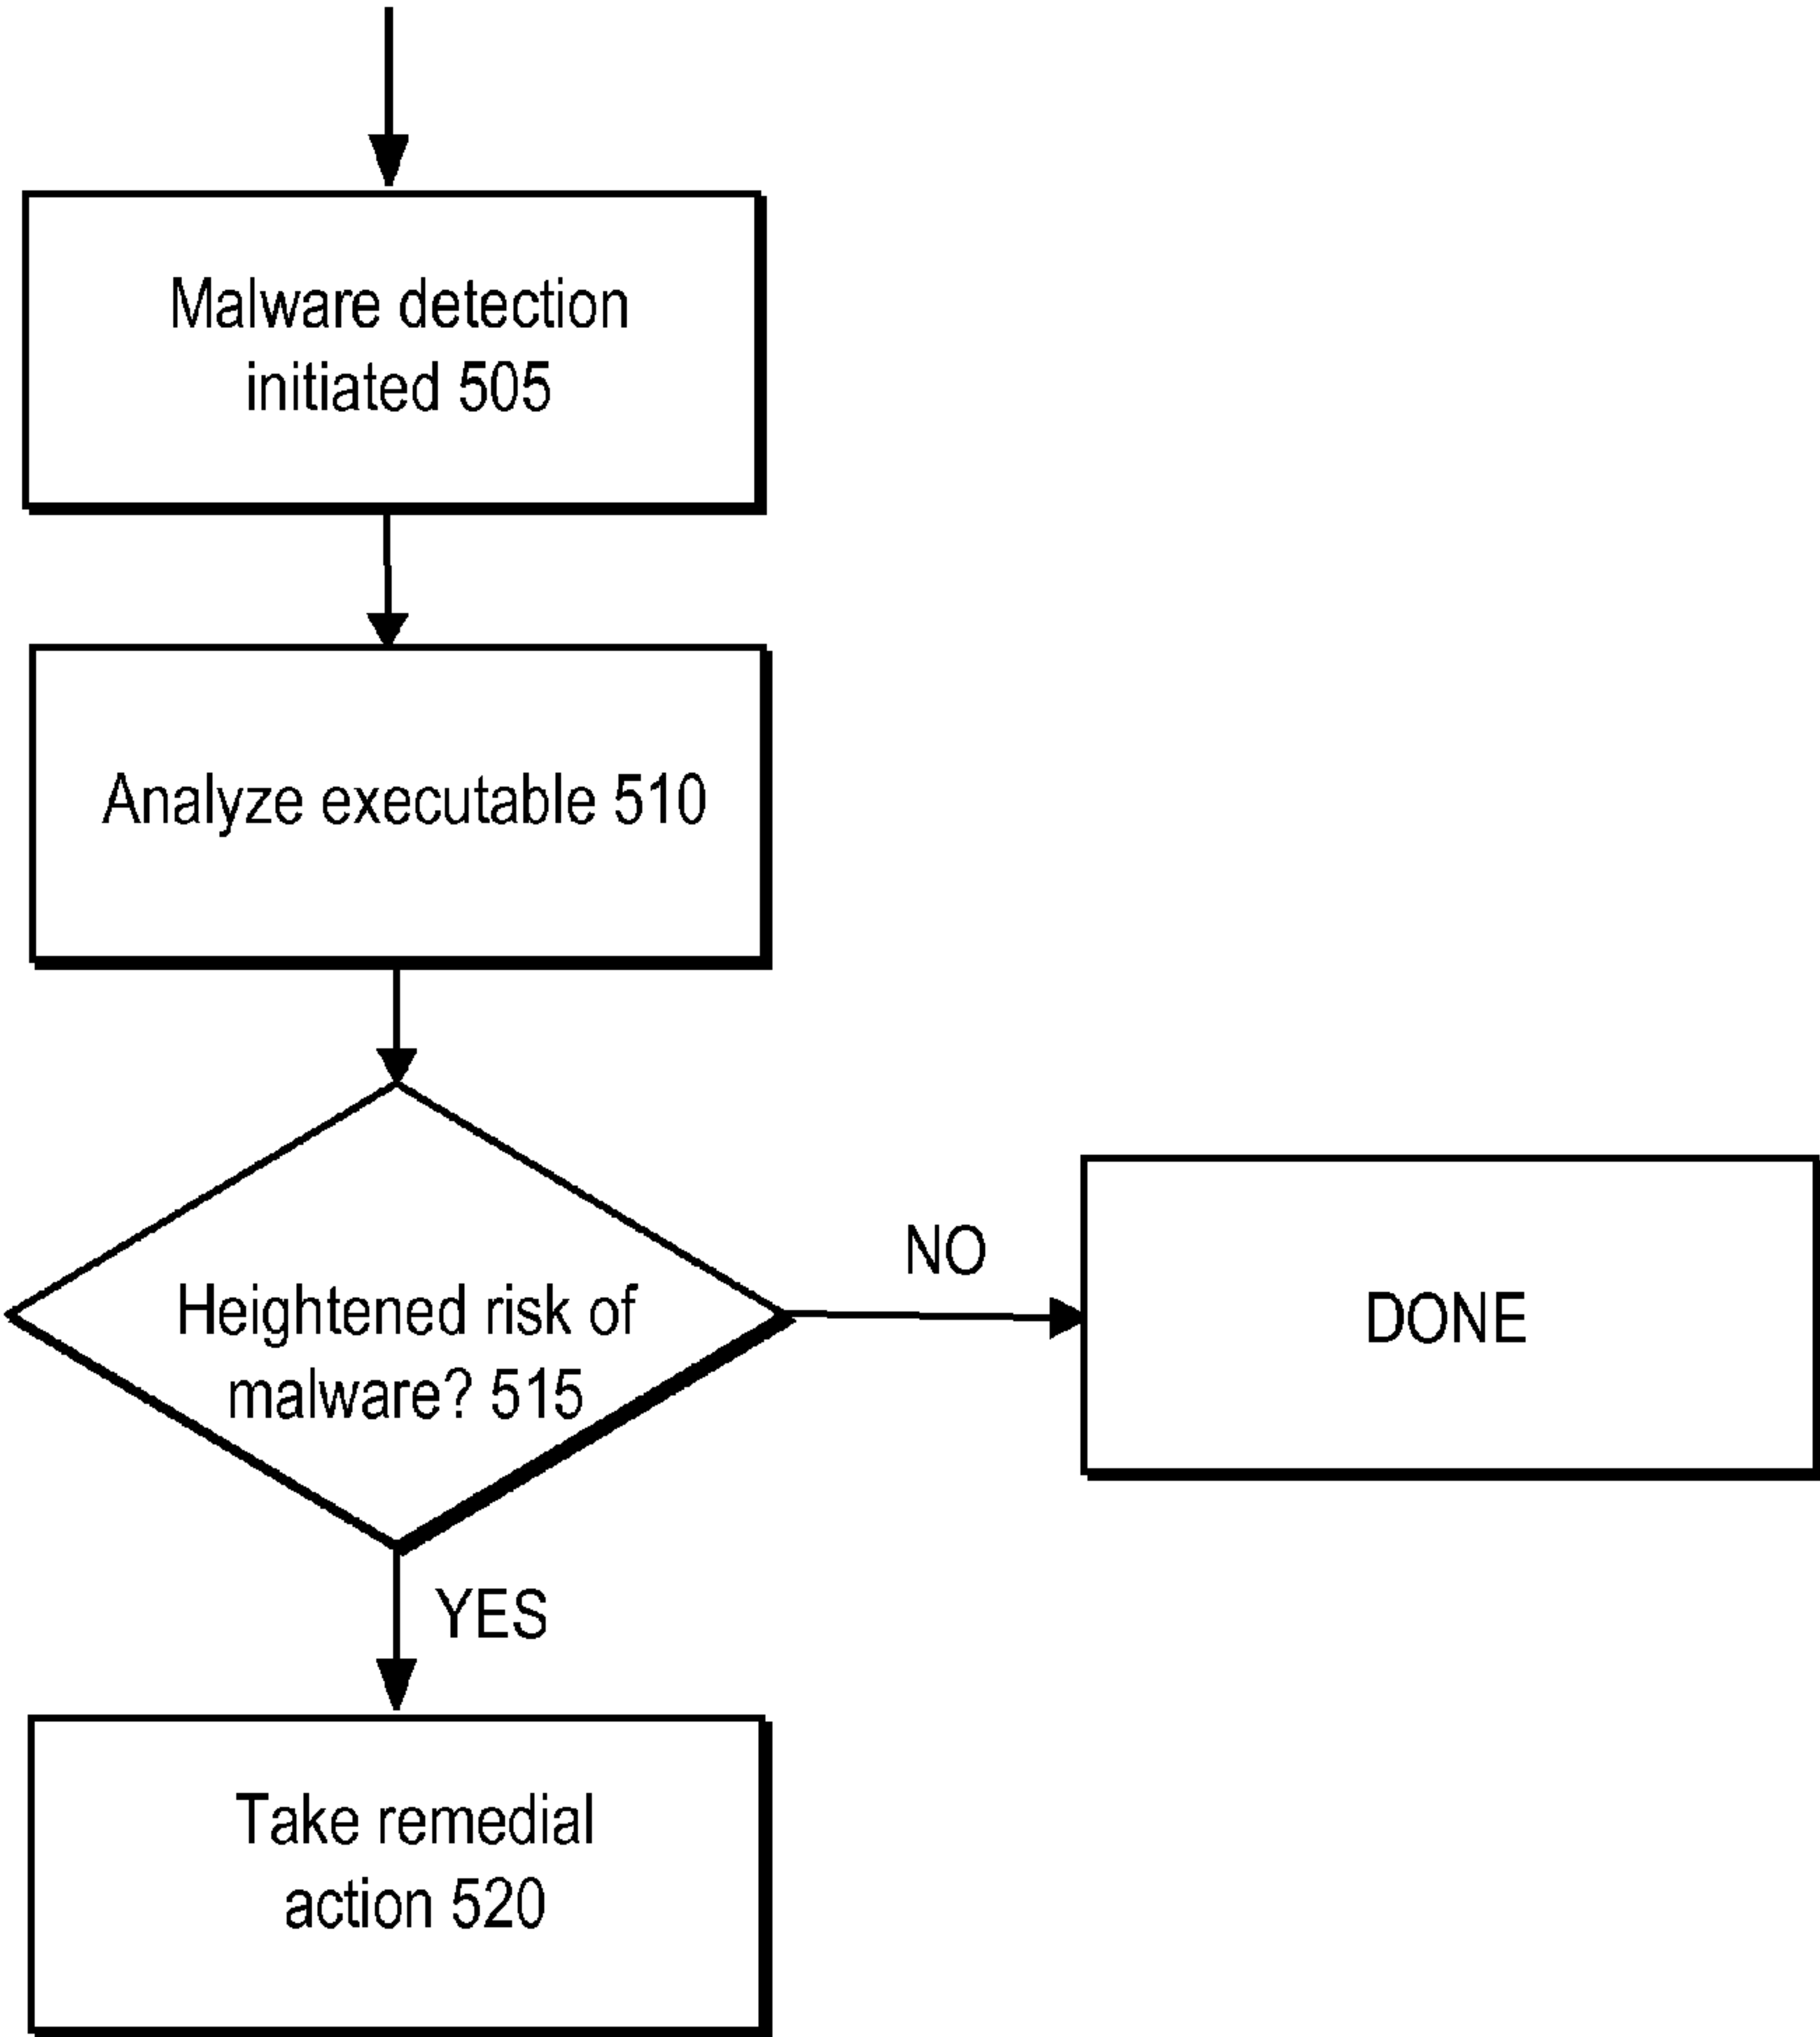 Malware detection
initiated 505
Analyze executable 510
Heightened risk of
malware? 515
NO
DONE
YES
Take remedial
action 520